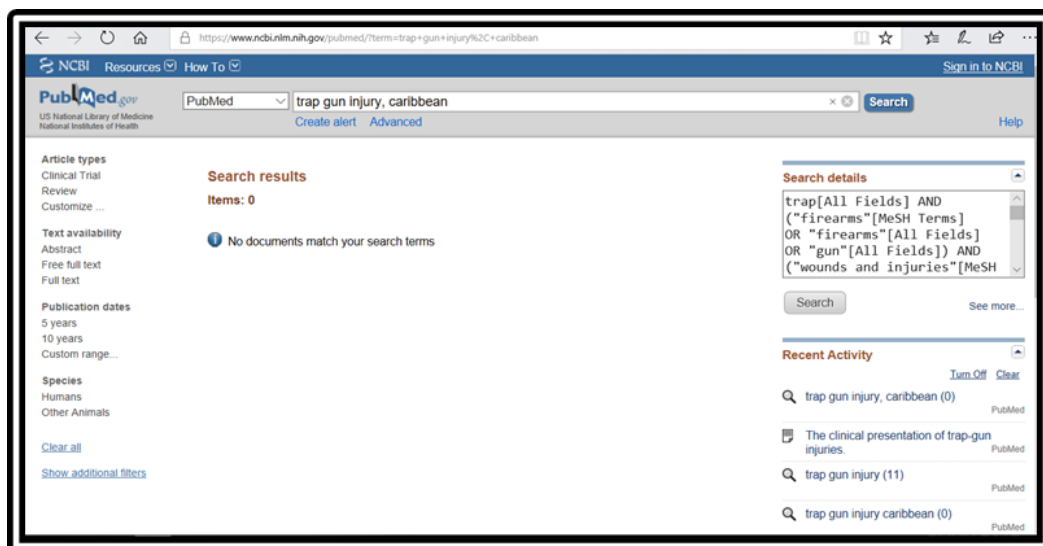 https://www.ncbi.nlm.nih.gov/pubmed/?term=trap+gun+injury%2C+caribbean
NCBI Resources How To Sign in to NCBI
PubMed.gov
US National Library of Medicine
National Institutes of Health
PubMed trap gun injury, caribbean Search
Create alert Advanced Help
Article types
Clinical Trial
Review
Customize ...
Text availability
Abstract
Free full text
Full text
Publication dates
5 years
10 years
Custom range...
Species
Humans
Other Animals
Clear all
Show additional filters
Search results
Items: 0
No documents match your search terms
Search details
trap[All Fields] AND
("firearms"[MeSH Terms]
OR "firearms"[All Fields]
OR "gun"[All Fields]) AND
("wounds and injuries"[MeSH
Search See more...
Recent Activity
Turn Off Clear
trap gun injury, caribbean (0)
PubMed
The clinical presentation of trap-gun
injuries. PubMed
trap gun injury (11)
PubMed
trap gun injury caribbean (0)
PubMed